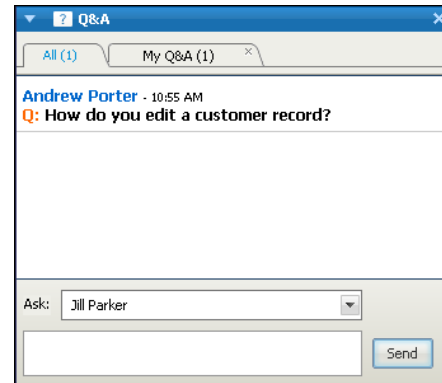 Q&A
All (1)
My Q&A (1)
Andrew Porter - 10:55 AM
Q: How do you edit a customer record?
Ask: Jill Parker
Send